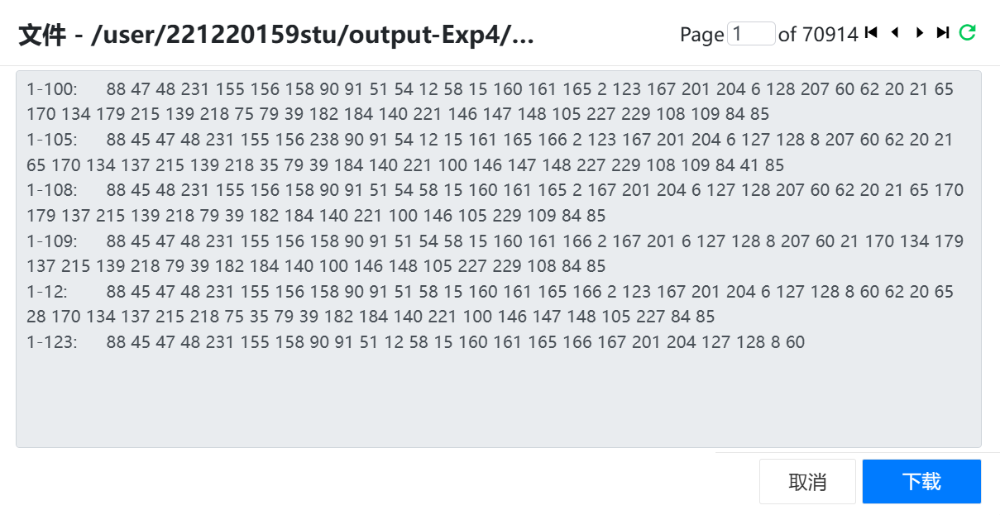 文件 - /user/221220159stu/output-Exp4/...
Page 1 of 70914
1-100: 88 47 48 231 155 156 158 90 91 51 54 12 58 15 160 161 165 2 123 167 201 204 6 128 207 60 62 20 21 65
170 134 179 215 139 218 75 79 39 182 184 140 221 146 147 148 105 227 229 108 109 84 85
1-105: 88 45 47 48 231 155 156 238 90 91 54 12 15 161 165 166 2 123 167 201 204 6 127 128 8 207 60 62 20 21
65 170 134 137 215 139 218 35 79 39 184 140 221 100 146 147 148 227 229 108 109 84 41 85
1-108: 88 45 48 231 155 156 158 90 91 51 54 58 15 160 161 165 2 167 201 204 6 127 128 207 60 62 20 21 65 170
179 137 215 139 218 79 39 182 184 140 221 100 146 105 229 109 84 85
1-109: 88 45 47 48 231 155 156 158 90 91 51 54 58 15 160 161 166 2 167 201 6 127 128 8 207 60 21 170 134 179
137 215 139 218 79 39 182 184 140 100 146 148 105 227 229 108 84 85
1-12: 88 45 47 48 231 155 156 158 90 91 51 58 15 160 161 165 166 2 123 167 201 204 6 127 128 8 60 62 20 65
28 170 134 137 215 218 75 35 79 39 182 184 140 221 100 146 147 148 105 227 84 85
1-123: 88 45 47 48 231 155 158 90 91 51 12 58 15 160 161 165 166 167 201 204 127 128 8 60
取消 下载